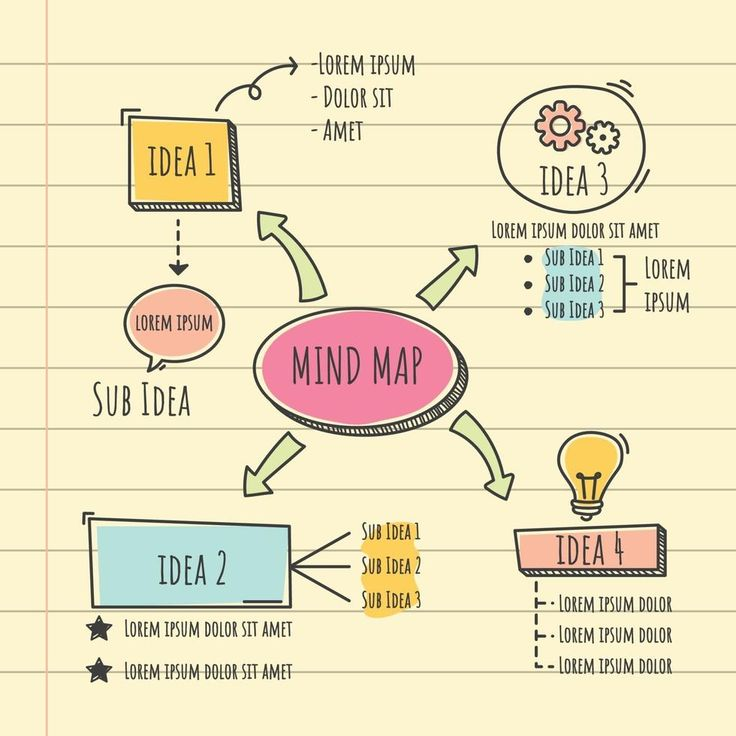 -Lorem ipsum
- Dolor sit
- Amet
IDEA 1
LOREM IPSUM
Sub Idea
IDEA 3
Lorem ipsum dolor sit amet
Sub Idea 1
Sub Idea 2
Sub Idea 3
Lorem
ipsum
MIND MAP
IDEA 2
Sub Idea 1
Sub Idea 2
Sub Idea 3
Lorem ipsum dolor sit amet
Lorem ipsum dolor sit amet
IDEA 4
Lorem ipsum dolor
Lorem ipsum dolor
Lorem ipsum dolor